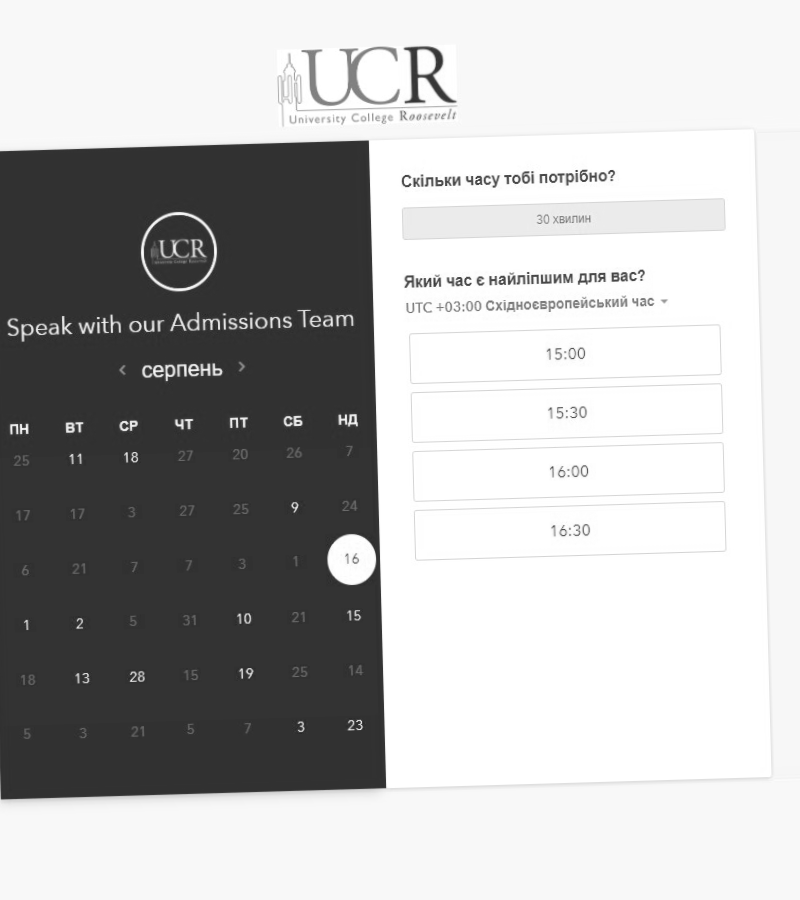 UCR
University College Roosevelt
UCR
University College Roosevelt
Speak with our Admissions Team
серпень
ПН ВТ СР ЧТ ПТ СБ НД
25 11 18 27 20 26 7
17 17 3 27 25 9 24
6 21 7 7 3 1 16
1 2 5 31 10 21 15
18 13 28 15 19 25 14
5 3 21 5 7 3 23
Скільки часу тобі потрібно?
30 хвилин
Який час є найліпшим для вас?
UTC +03:00 Східноєвропейський час
15:00
15:30
16:00
16:30